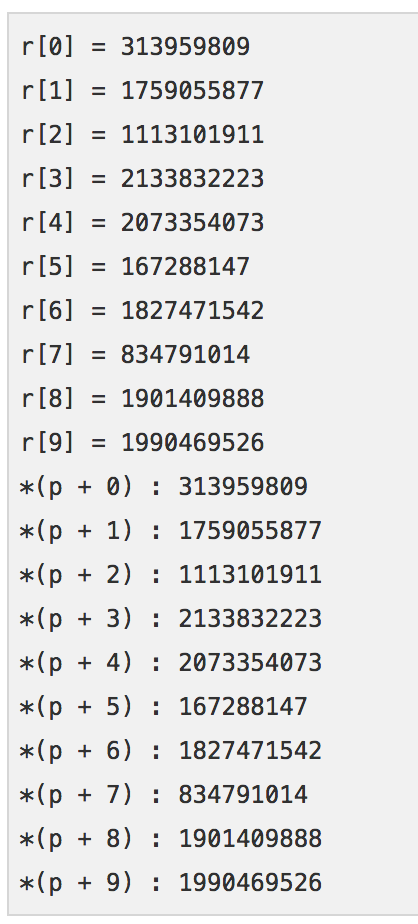 r[0] = 313959809
r[1] = 1759055877
r[2] = 1113101911
r[3] = 2133832223
r[4] = 2073354073
r[5] = 167288147
r[6] = 1827471542
r[7] = 834791014
r[8] = 1901409888
r[9] = 1990469526
*(p + 0) : 313959809
*(p + 1) : 1759055877
*(p + 2) : 1113101911
*(p + 3) : 2133832223
*(p + 4) : 2073354073
*(p + 5) : 167288147
*(p + 6) : 1827471542
*(p + 7) : 834791014
*(p + 8) : 1901409888
*(p + 9) : 1990469526